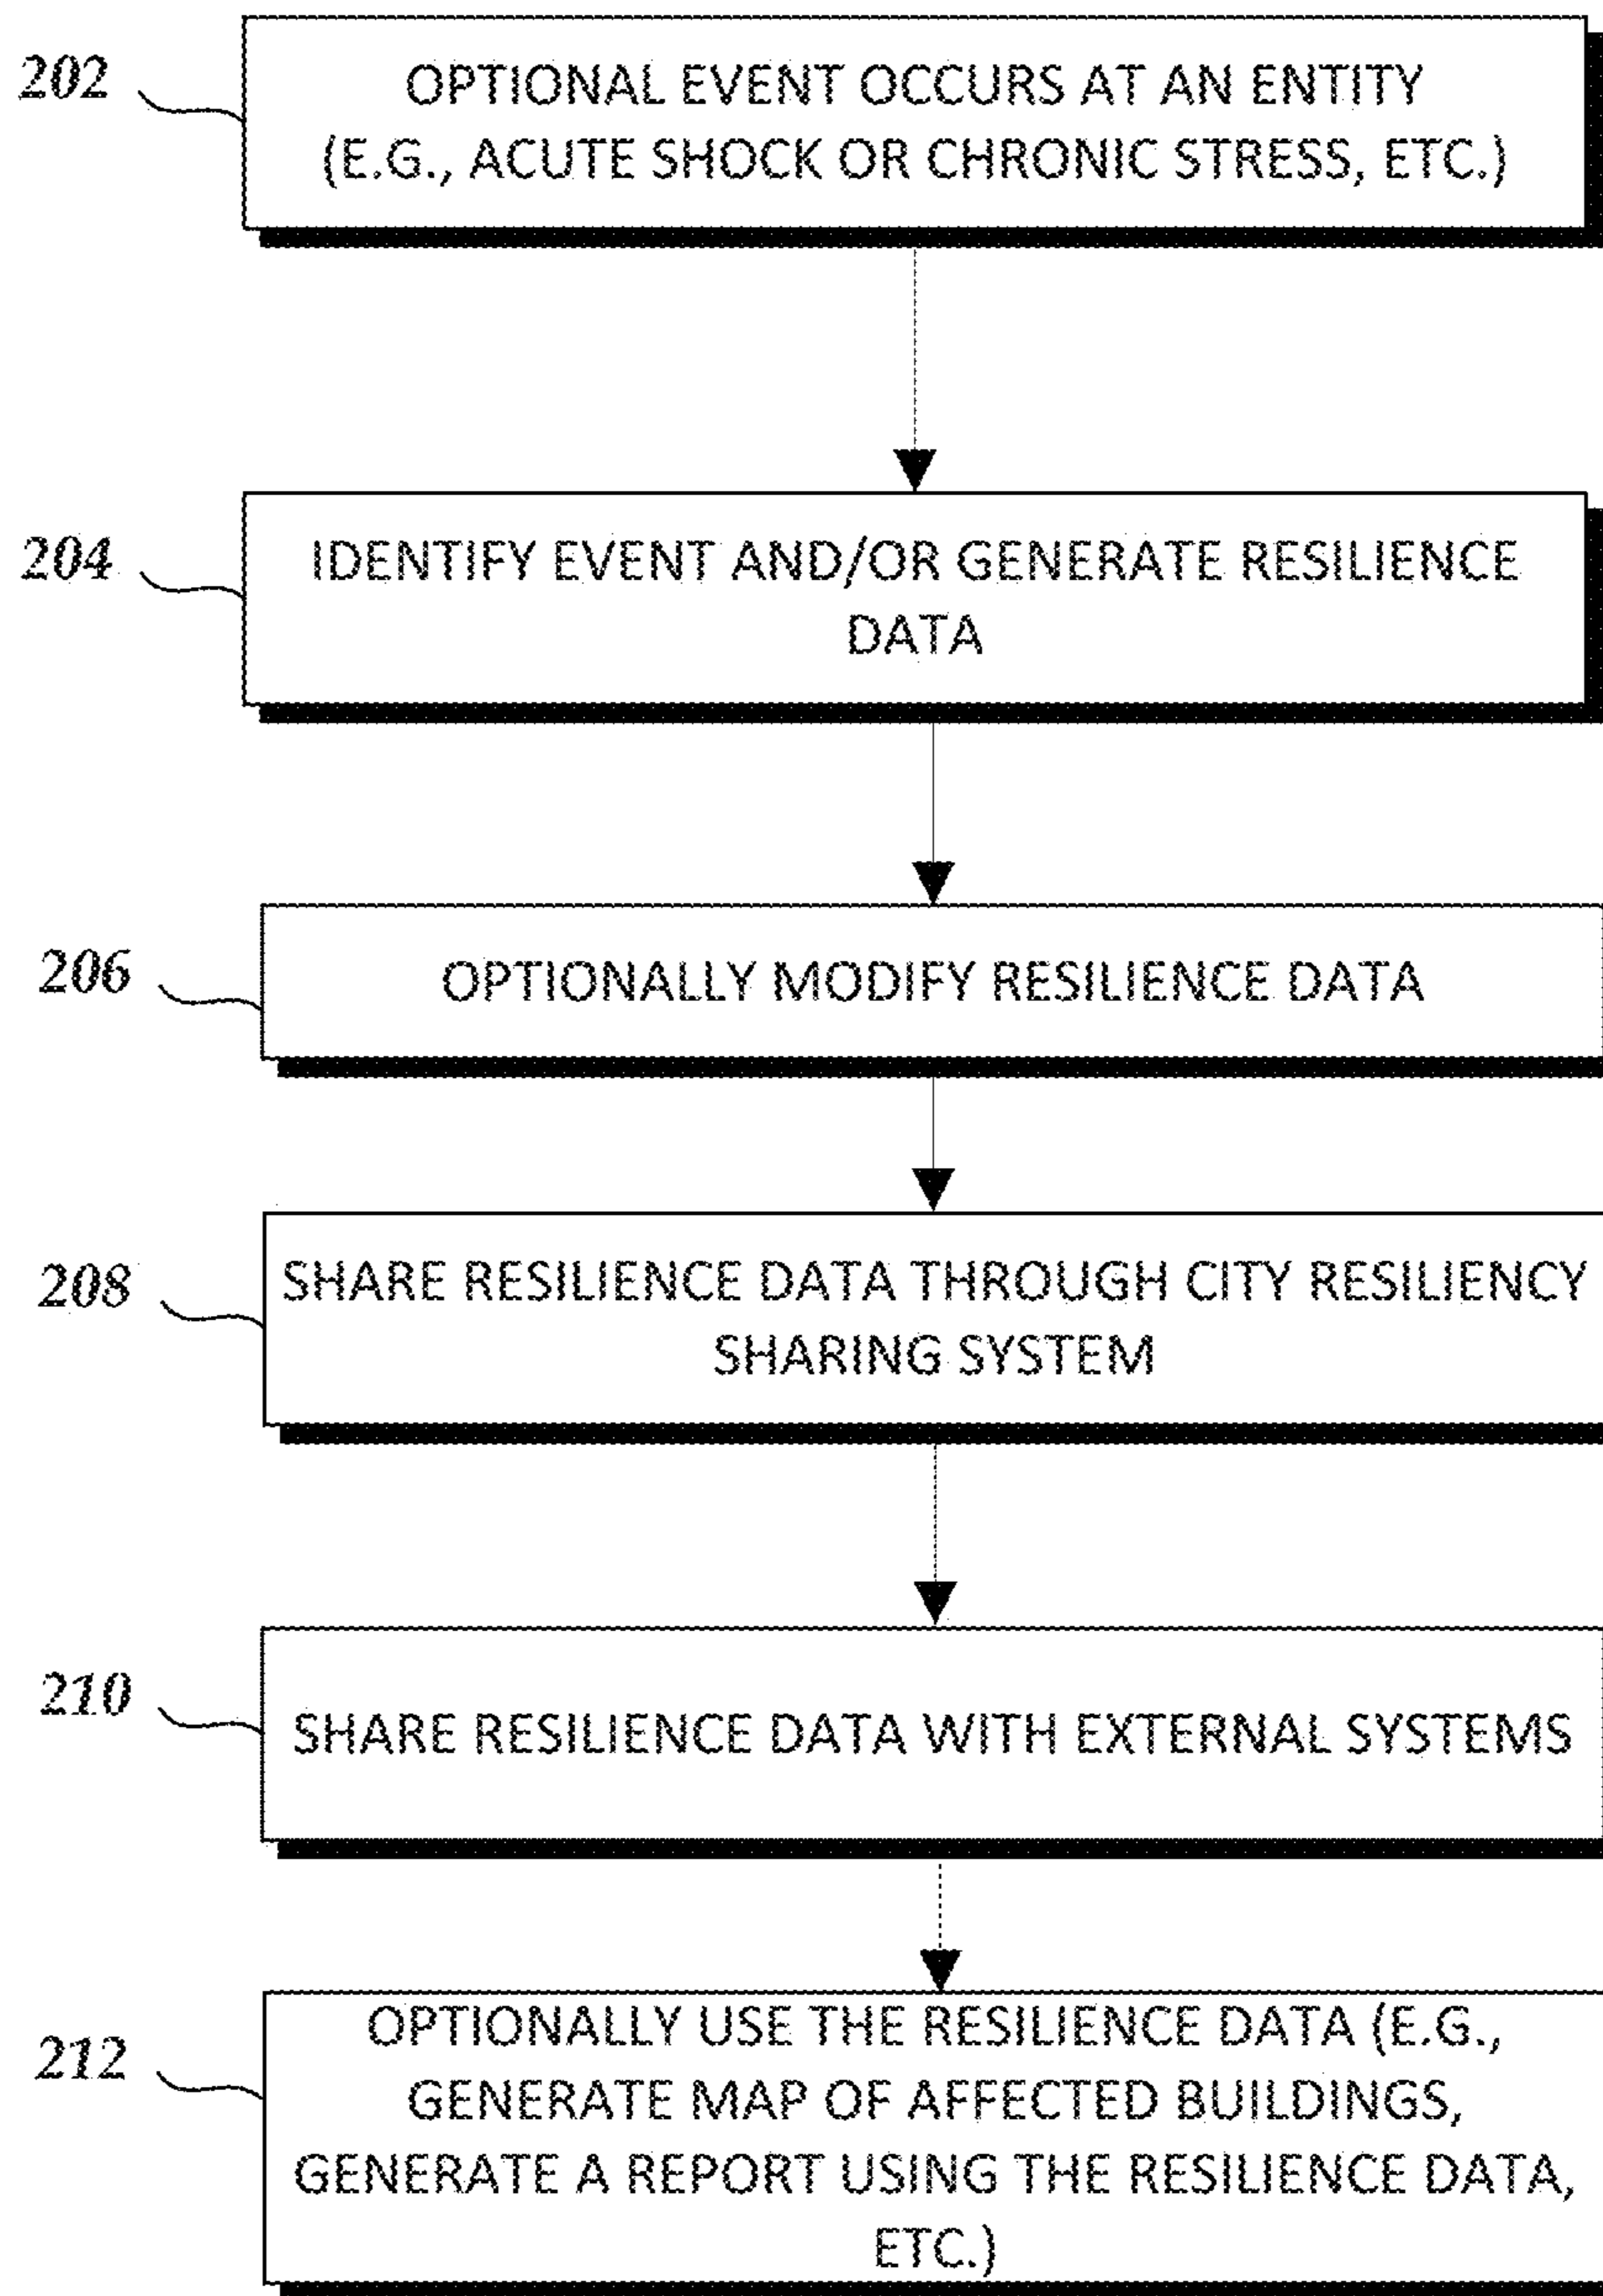 202
OPTIONAL EVENT OCCURS AT AN ENTITY
(E.G., ACUTE SHOCK OR CHRONIC STRESS, ETC.)
204
IDENTIFY EVENT AND/OR GENERATE RESILIENCE
DATA
206
OPTIONALLY MODIFY RESILIENCE DATA
208
SHARE RESILIENCE DATA THROUGH CITY RESILIENCY
SHARING SYSTEM
210
SHARE RESILIENCE DATA WITH EXTERNAL SYSTEMS
212
OPTIONALLY USE THE RESILIENCE DATA (E.G.,
GENERATE MAP OF AFFECTED BUILDINGS,
GENERATE A REPORT USING THE RESILIENCE DATA,
ETC.)